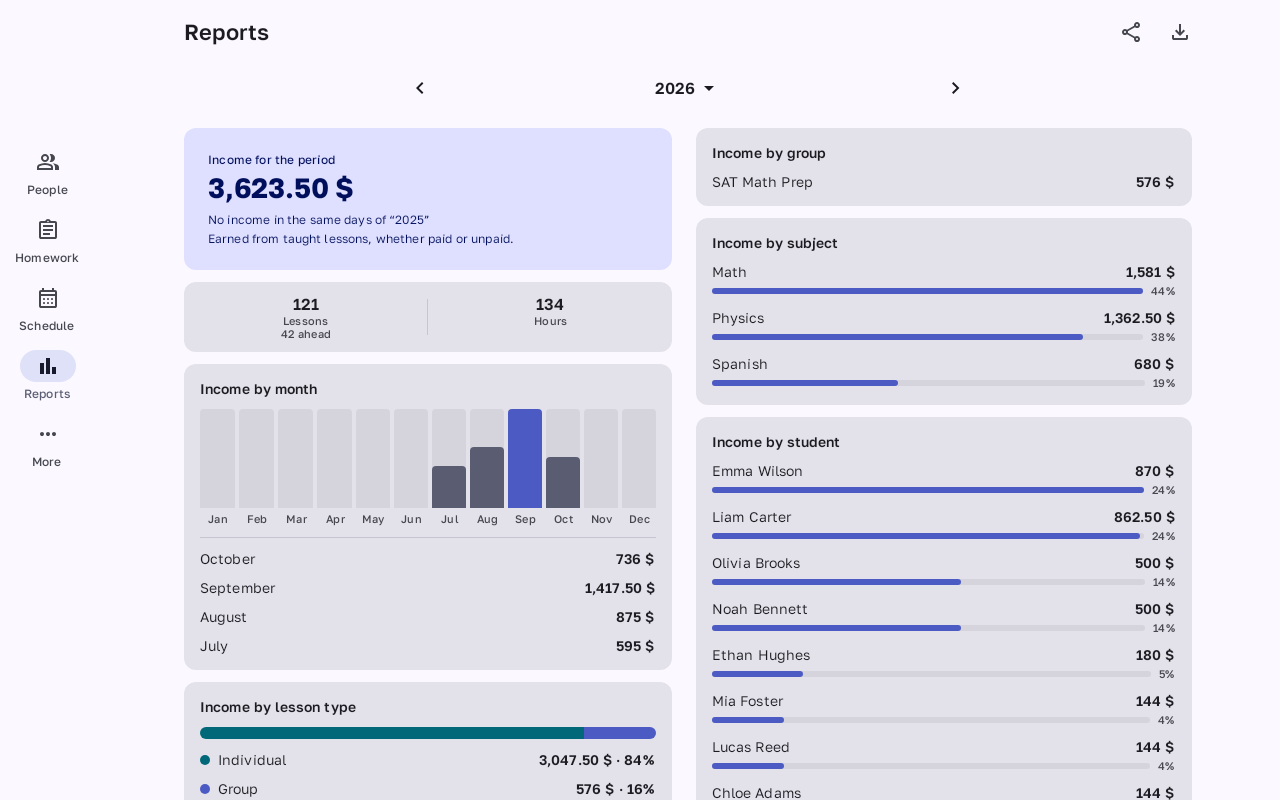 Reports
2026
People
Homework
Schedule
Reports
More
Income for the period
3,623.50 $
No income in the same days of “2025”
Earned from taught lessons, whether paid or unpaid.
121
Lessons
42 ahead
134
Hours
Income by month
Jan Feb Mar Apr May Jun Jul Aug Sep Oct Nov Dec
October 736 $
September 1,417.50 $
August 875 $
July 595 $
Income by lesson type
Individual 3,047.50 $ · 84%
Group 576 $ · 16%
Income by group
SAT Math Prep 576 $
Income by subject
Math 1,581 $
44%
Physics 1,362.50 $
38%
Spanish 680 $
19%
Income by student
Emma Wilson 870 $
24%
Liam Carter 862.50 $
24%
Olivia Brooks 500 $
14%
Noah Bennett 500 $
14%
Ethan Hughes 180 $
5%
Mia Foster 144 $
4%
Lucas Reed 144 $
4%
Chloe Adams 144 $